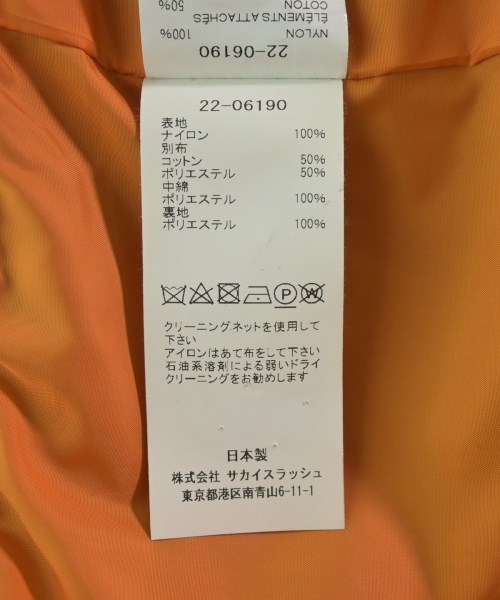 50%
COTON
ÉLÉMENTS ATTACHÉS
100%
NYLON
22-06190
22-06190
表地
ナイロン 100%
別布
コットン 50%
ポリエステル 50%
中綿
ポリエステル 100%
裏地
ポリエステル 100%
クリーニングネットを使用して
下さい
アイロンはあて布をして下さい
石油系溶剤による弱いドライ
クリーニングをお勧めします
日本製
株式会社 サカイスラッシュ
東京都港区南青山6-11-1